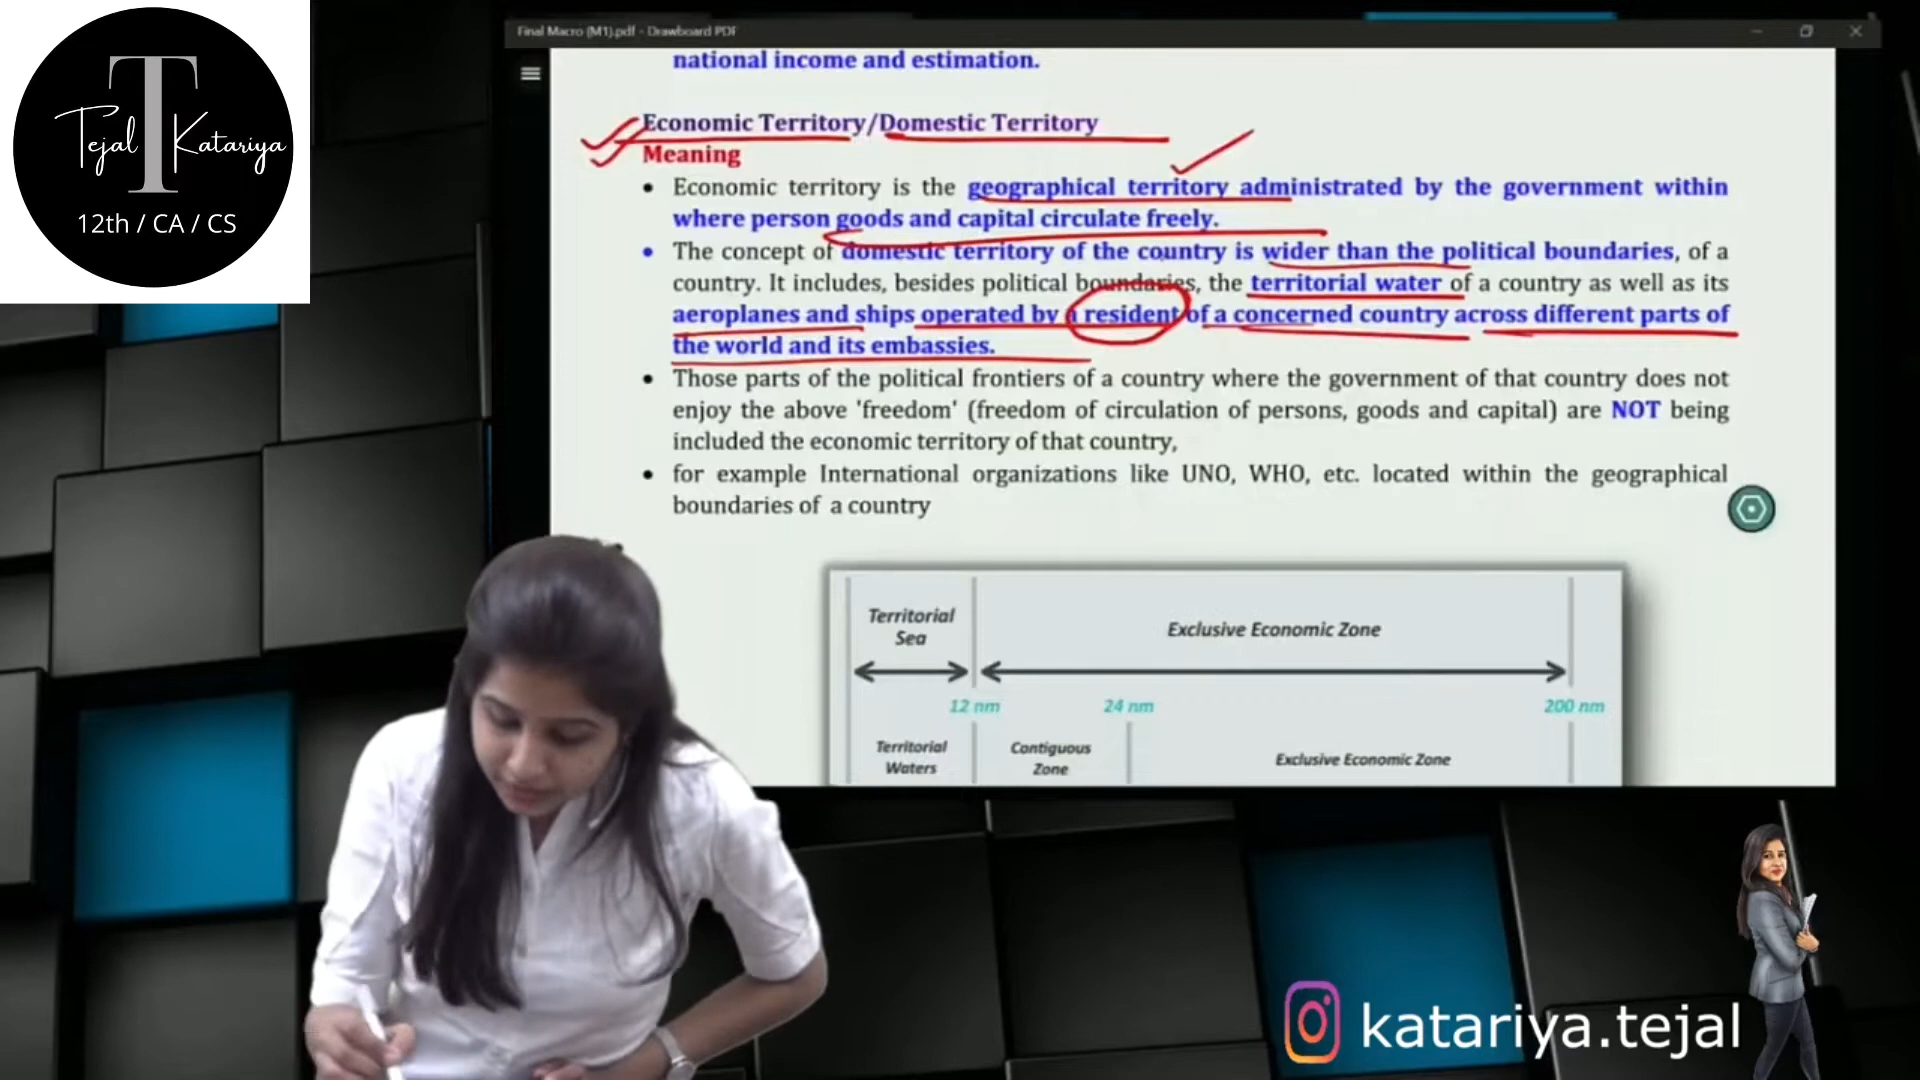 T
Tejal Katariya
12th / CA / CS
Final Macro (M1).pdf - Drawboard PDF
national income and estimation.
Economic Territory/Domestic Territory
Meaning
• Economic territory is the geographical territory administrated by the government within
where person goods and capital circulate freely.
• The concept of domestic territory of the country is wider than the political boundaries, of a
country. It includes, besides political boundaries, the territorial water of a country as well as its
aeroplanes and ships operated by a resident of a concerned country across different parts of
the world and its embassies.
• Those parts of the political frontiers of a country where the government of that country does not
enjoy the above 'freedom' (freedom of circulation of persons, goods and capital) are NOT being
included the economic territory of that country,
• for example International organizations like UNO, WHO, etc. located within the geographical
boundaries of a country
Territorial
Sea
Exclusive Economic Zone
12 nm
24 nm
200 nm
Territorial
Waters
Contiguous
Zone
Exclusive Economic Zone
katariya.tejal